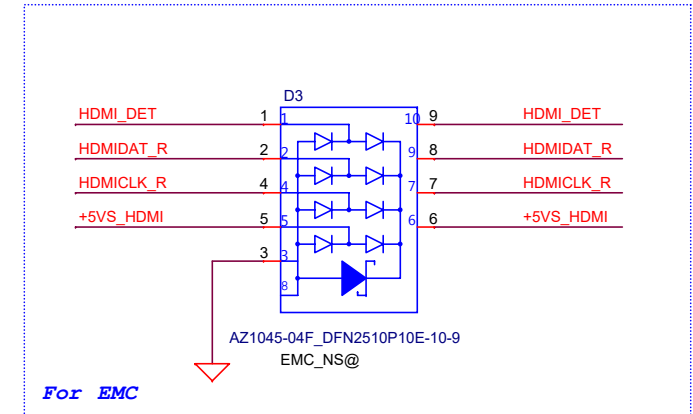 D3
HDMI_DET 1 1 10 9 HDMI_DET
HDMIDAT_R 2 2 9 8 HDMIDAT_R
HDMICLK_R 4 4 7 7 HDMICLK_R
+5VS_HDMI 5 5 6 6 +5VS_HDMI
3 3
8
AZ1045-04F_DFN2510P10E-10-9
EMC_NS@
For EMC